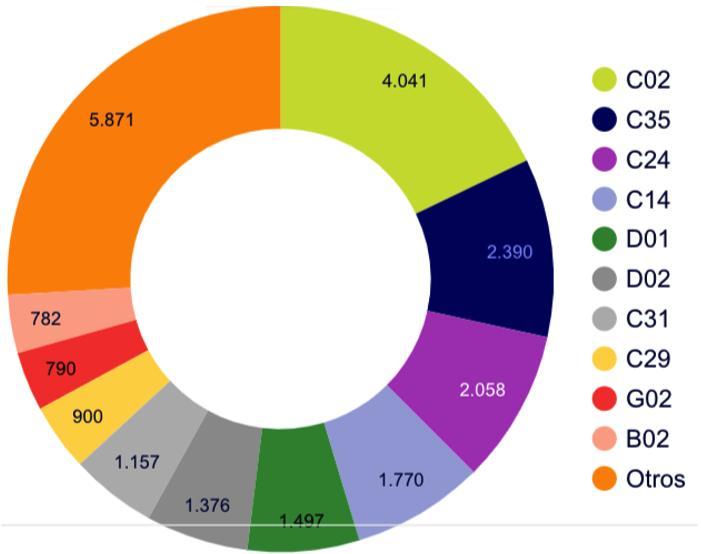 4.041
2.390
2.058
1.770
1.497
1.376
1.157
900
790
782
5.871
C02
C35
C24
C14
D01
D02
C31
C29
G02
B02
Otros